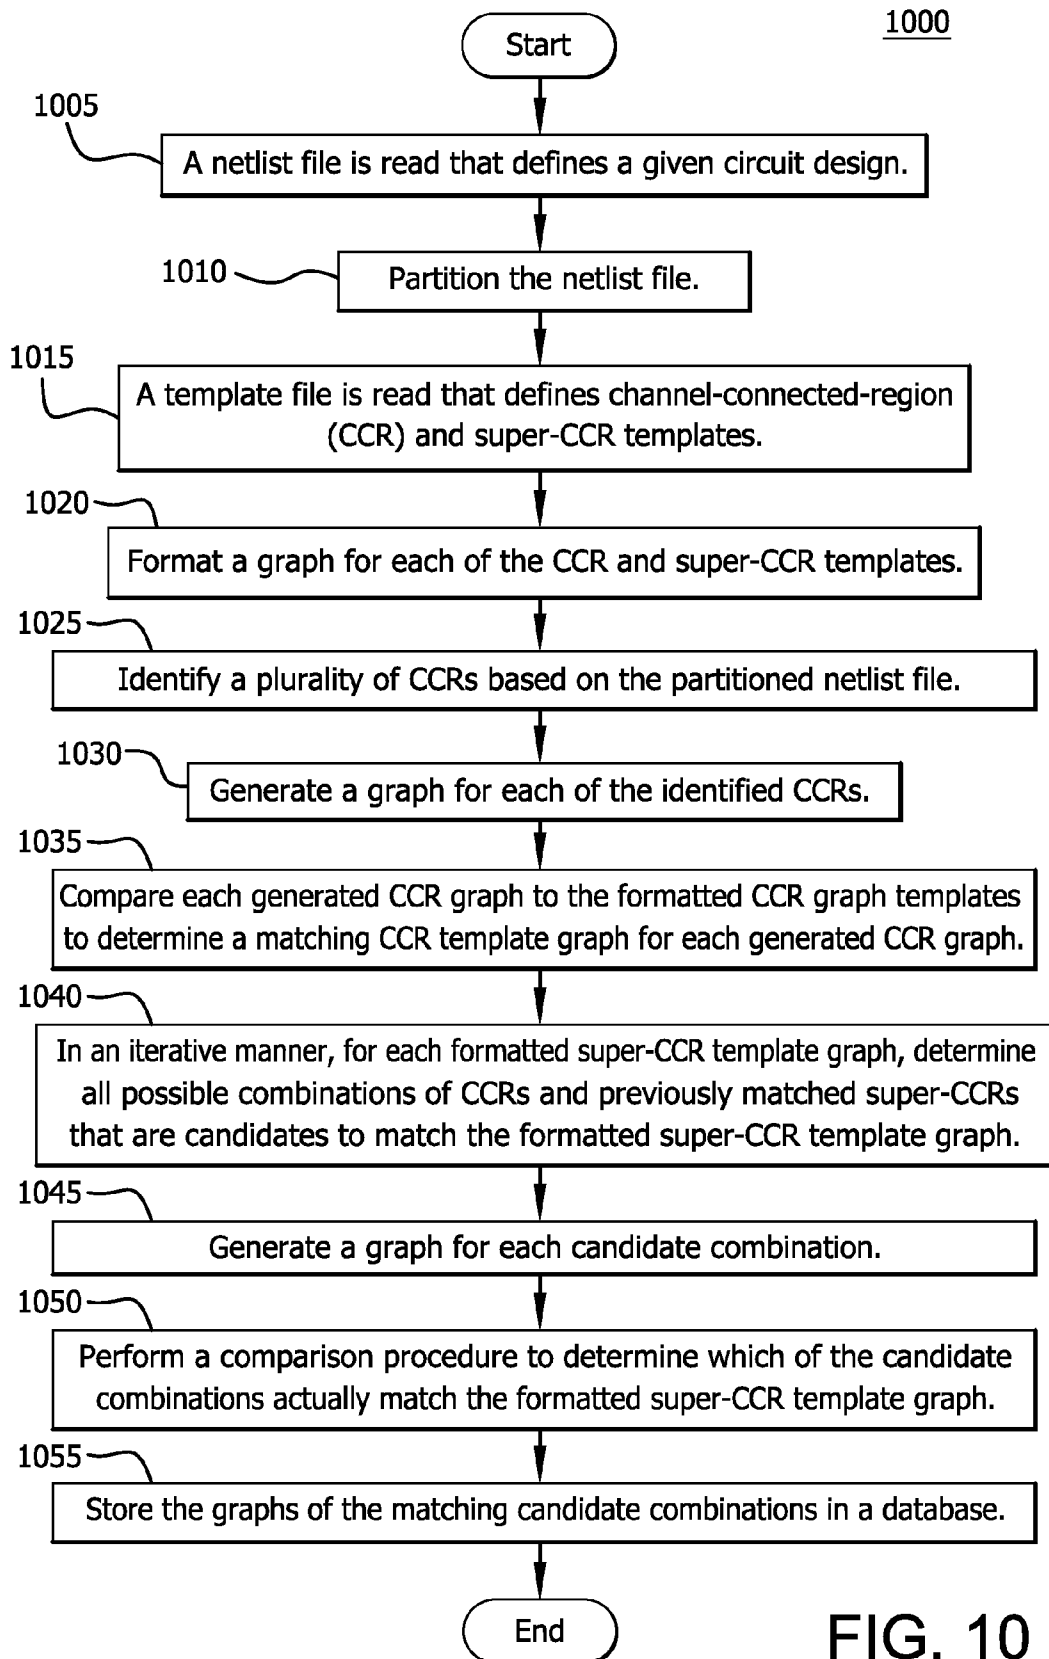 1000
Start
1005
A netlist file is read that defines a given circuit design.
1010
Partition the netlist file.
1015
A template file is read that defines channel-connected-region
(CCR) and super-CCR templates.
1020
Format a graph for each of the CCR and super-CCR templates.
1025
Identify a plurality of CCRs based on the partitioned netlist file.
1030
Generate a graph for each of the identified CCRs.
1035
Compare each generated CCR graph to the formatted CCR graph templates
to determine a matching CCR template graph for each generated CCR graph.
1040
In an iterative manner, for each formatted super-CCR template graph, determine
all possible combinations of CCRs and previously matched super-CCRs
that are candidates to match the formatted super-CCR template graph.
1045
Generate a graph for each candidate combination.
1050
Perform a comparison procedure to determine which of the candidate
combinations actually match the formatted super-CCR template graph.
1055
Store the graphs of the matching candidate combinations in a database.
End
FIG. 10